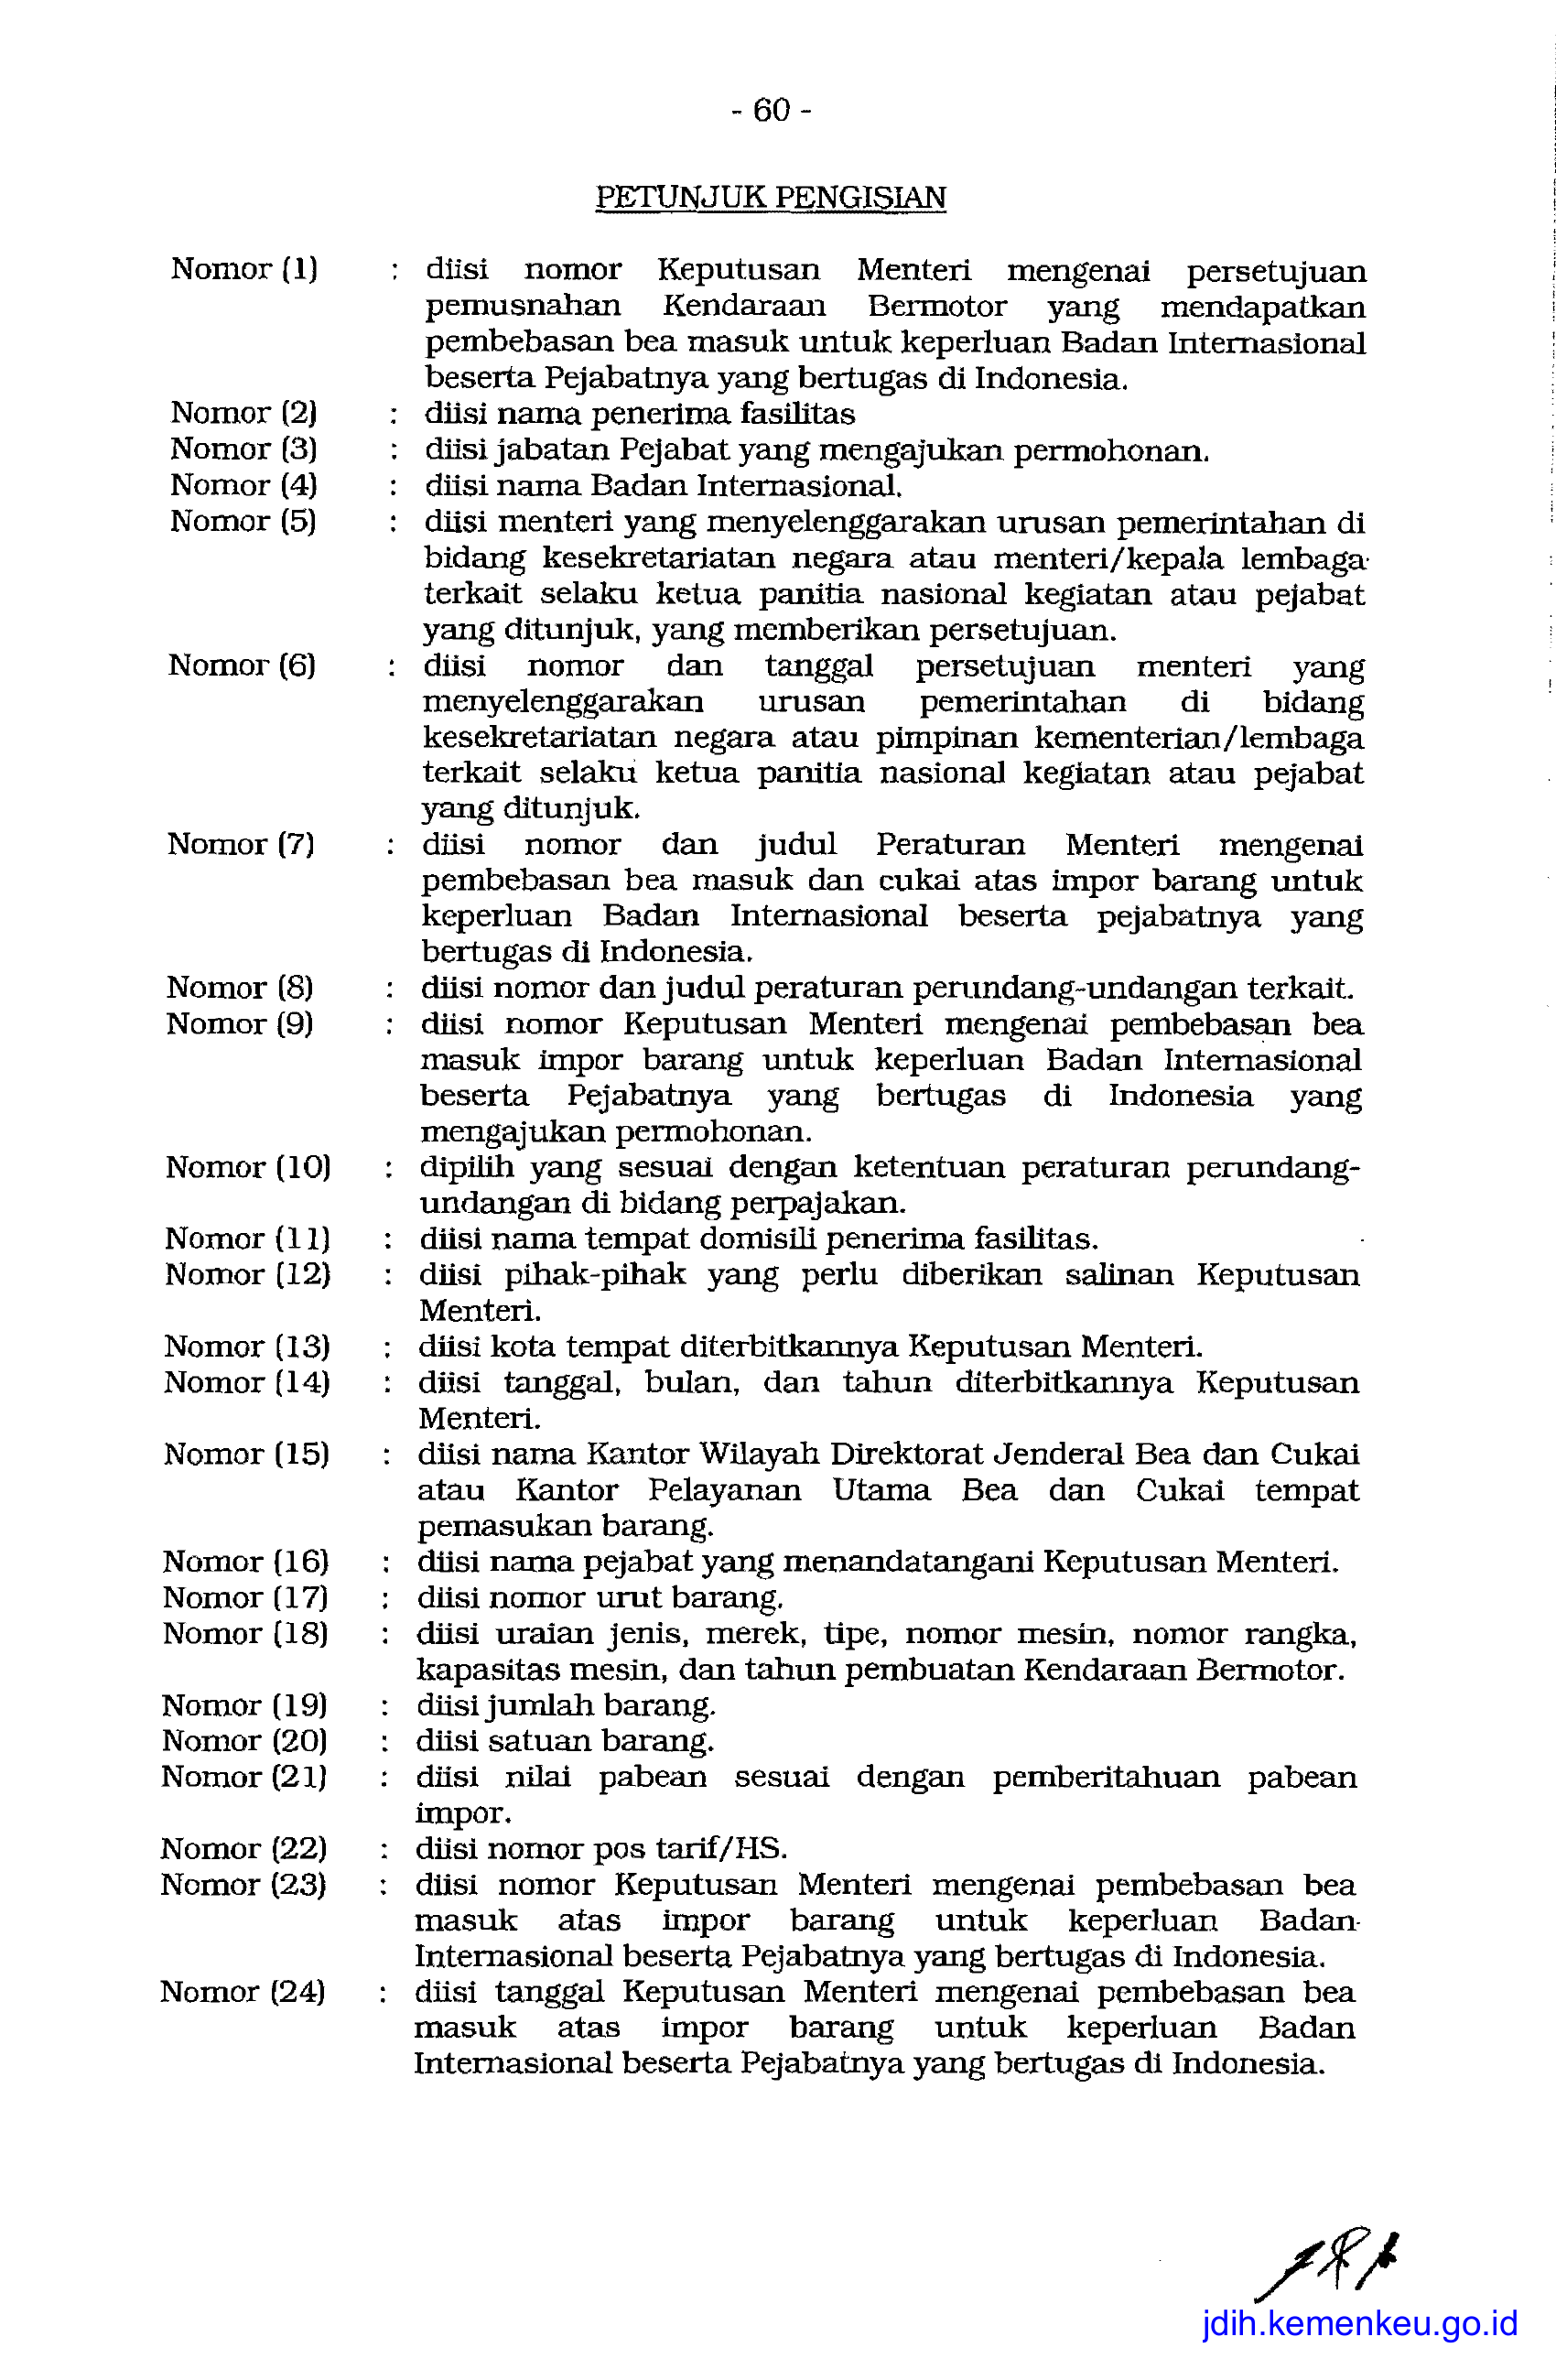 - 60 -
PETUNJUK PENGISIAN
Nomor (1) : diisi nomor Keputusan Menteri mengenai persetujuan
pemusnahan Kendaraan Bermotor yang mendapatkan
pembebasan bea masuk untuk keperluan Badan Internasional
beserta Pejabatnya yang bertugas di Indonesia.
Nomor (2) : diisi nama penerima fasilitas
Nomor (3) : diisi jabatan Pejabat yang mengajukan permohonan.
Nomor (4) : diisi nama Badan Internasional.
Nomor (5) : diisi menteri yang menyelenggarakan urusan pemerintahan di
bidang kesekretariatan negara atau menteri/kepala lembaga
terkait selaku ketua panitia nasional kegiatan atau pejabat
yang ditunjuk, yang memberikan persetujuan.
Nomor (6) : diisi nomor dan tanggal persetujuan menteri yang
menyelenggarakan urusan pemerintahan di bidang
kesekretariatan negara atau pimpinan kementerian/lembaga
terkait selaku ketua panitia nasional kegiatan atau pejabat
yang ditunjuk.
Nomor (7) : diisi nomor dan judul Peraturan Menteri mengenai
pembebasan bea masuk dan cukai atas impor barang untuk
keperluan Badan Internasional beserta pejabatnya yang
bertugas di Indonesia.
Nomor (8) : diisi nomor dan judul peraturan perundang-undangan terkait.
Nomor (9) : diisi nomor Keputusan Menteri mengenai pembebasan bea
masuk impor barang untuk keperluan Badan Internasional
beserta Pejabatnya yang bertugas di Indonesia yang
mengajukan permohonan.
Nomor (10) : dipilih yang sesuai dengan ketentuan peraturan perundang-
undangan di bidang perpajakan.
Nomor (11) : diisi nama tempat domisili penerima fasilitas.
Nomor (12) : diisi pihak-pihak yang perlu diberikan salinan Keputusan
Menteri.
Nomor (13) : diisi kota tempat diterbitkannya Keputusan Menteri.
Nomor (14) : diisi tanggal, bulan, dan tahun diterbitkannya Keputusan
Menteri.
Nomor (15) : diisi nama Kantor Wilayah Direktorat Jenderal Bea dan Cukai
atau Kantor Pelayanan Utama Bea dan Cukai tempat
pemasukan barang.
Nomor (16) : diisi nama pejabat yang menandatangani Keputusan Menteri.
Nomor (17) : diisi nomor urut barang.
Nomor (18) : diisi uraian jenis, merek, tipe, nomor mesin, nomor rangka,
kapasitas mesin, dan tahun pembuatan Kendaraan Bermotor.
Nomor (19) : diisi jumlah barang.
Nomor (20) : diisi satuan barang.
Nomor (21) : diisi nilai pabean sesuai dengan pemberitahuan pabean
impor.
Nomor (22) : diisi nomor pos tarif/HS.
Nomor (23) : diisi nomor Keputusan Menteri mengenai pembebasan bea
masuk atas impor barang untuk keperluan Badan
Internasional beserta Pejabatnya yang bertugas di Indonesia.
Nomor (24) : diisi tanggal Keputusan Menteri mengenai pembebasan bea
masuk atas impor barang untuk keperluan Badan
Internasional beserta Pejabatnya yang bertugas di Indonesia.
jdih.kemenkeu.go.id